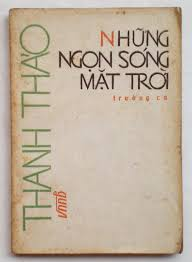 THANH THẢO
NHỮNG
NGỌN SÓNG
MẶT TRỜI
trường ca